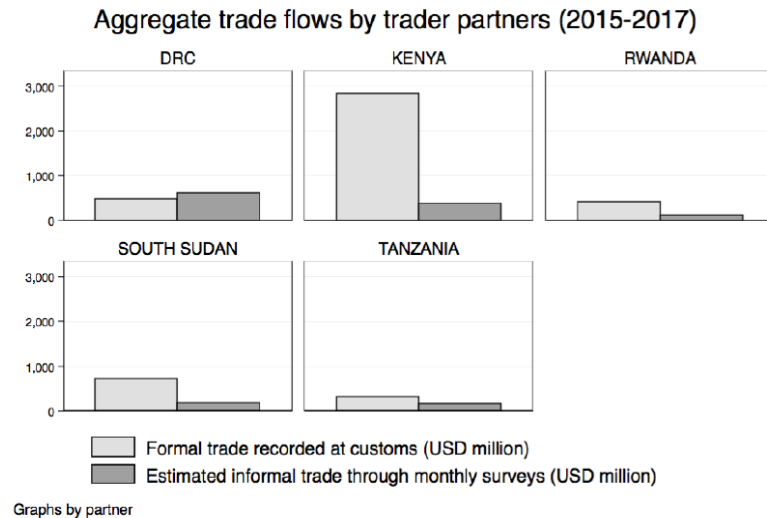 Aggregate trade flows by trader partners (2015-2017)
DRC
KENYA
RWANDA
3,000
2,000
1,000
0
SOUTH SUDAN
TANZANIA
3,000
2,000
1,000
0
Formal trade recorded at customs (USD million)
Estimated informal trade through monthly surveys (USD million)
Graphs by partner